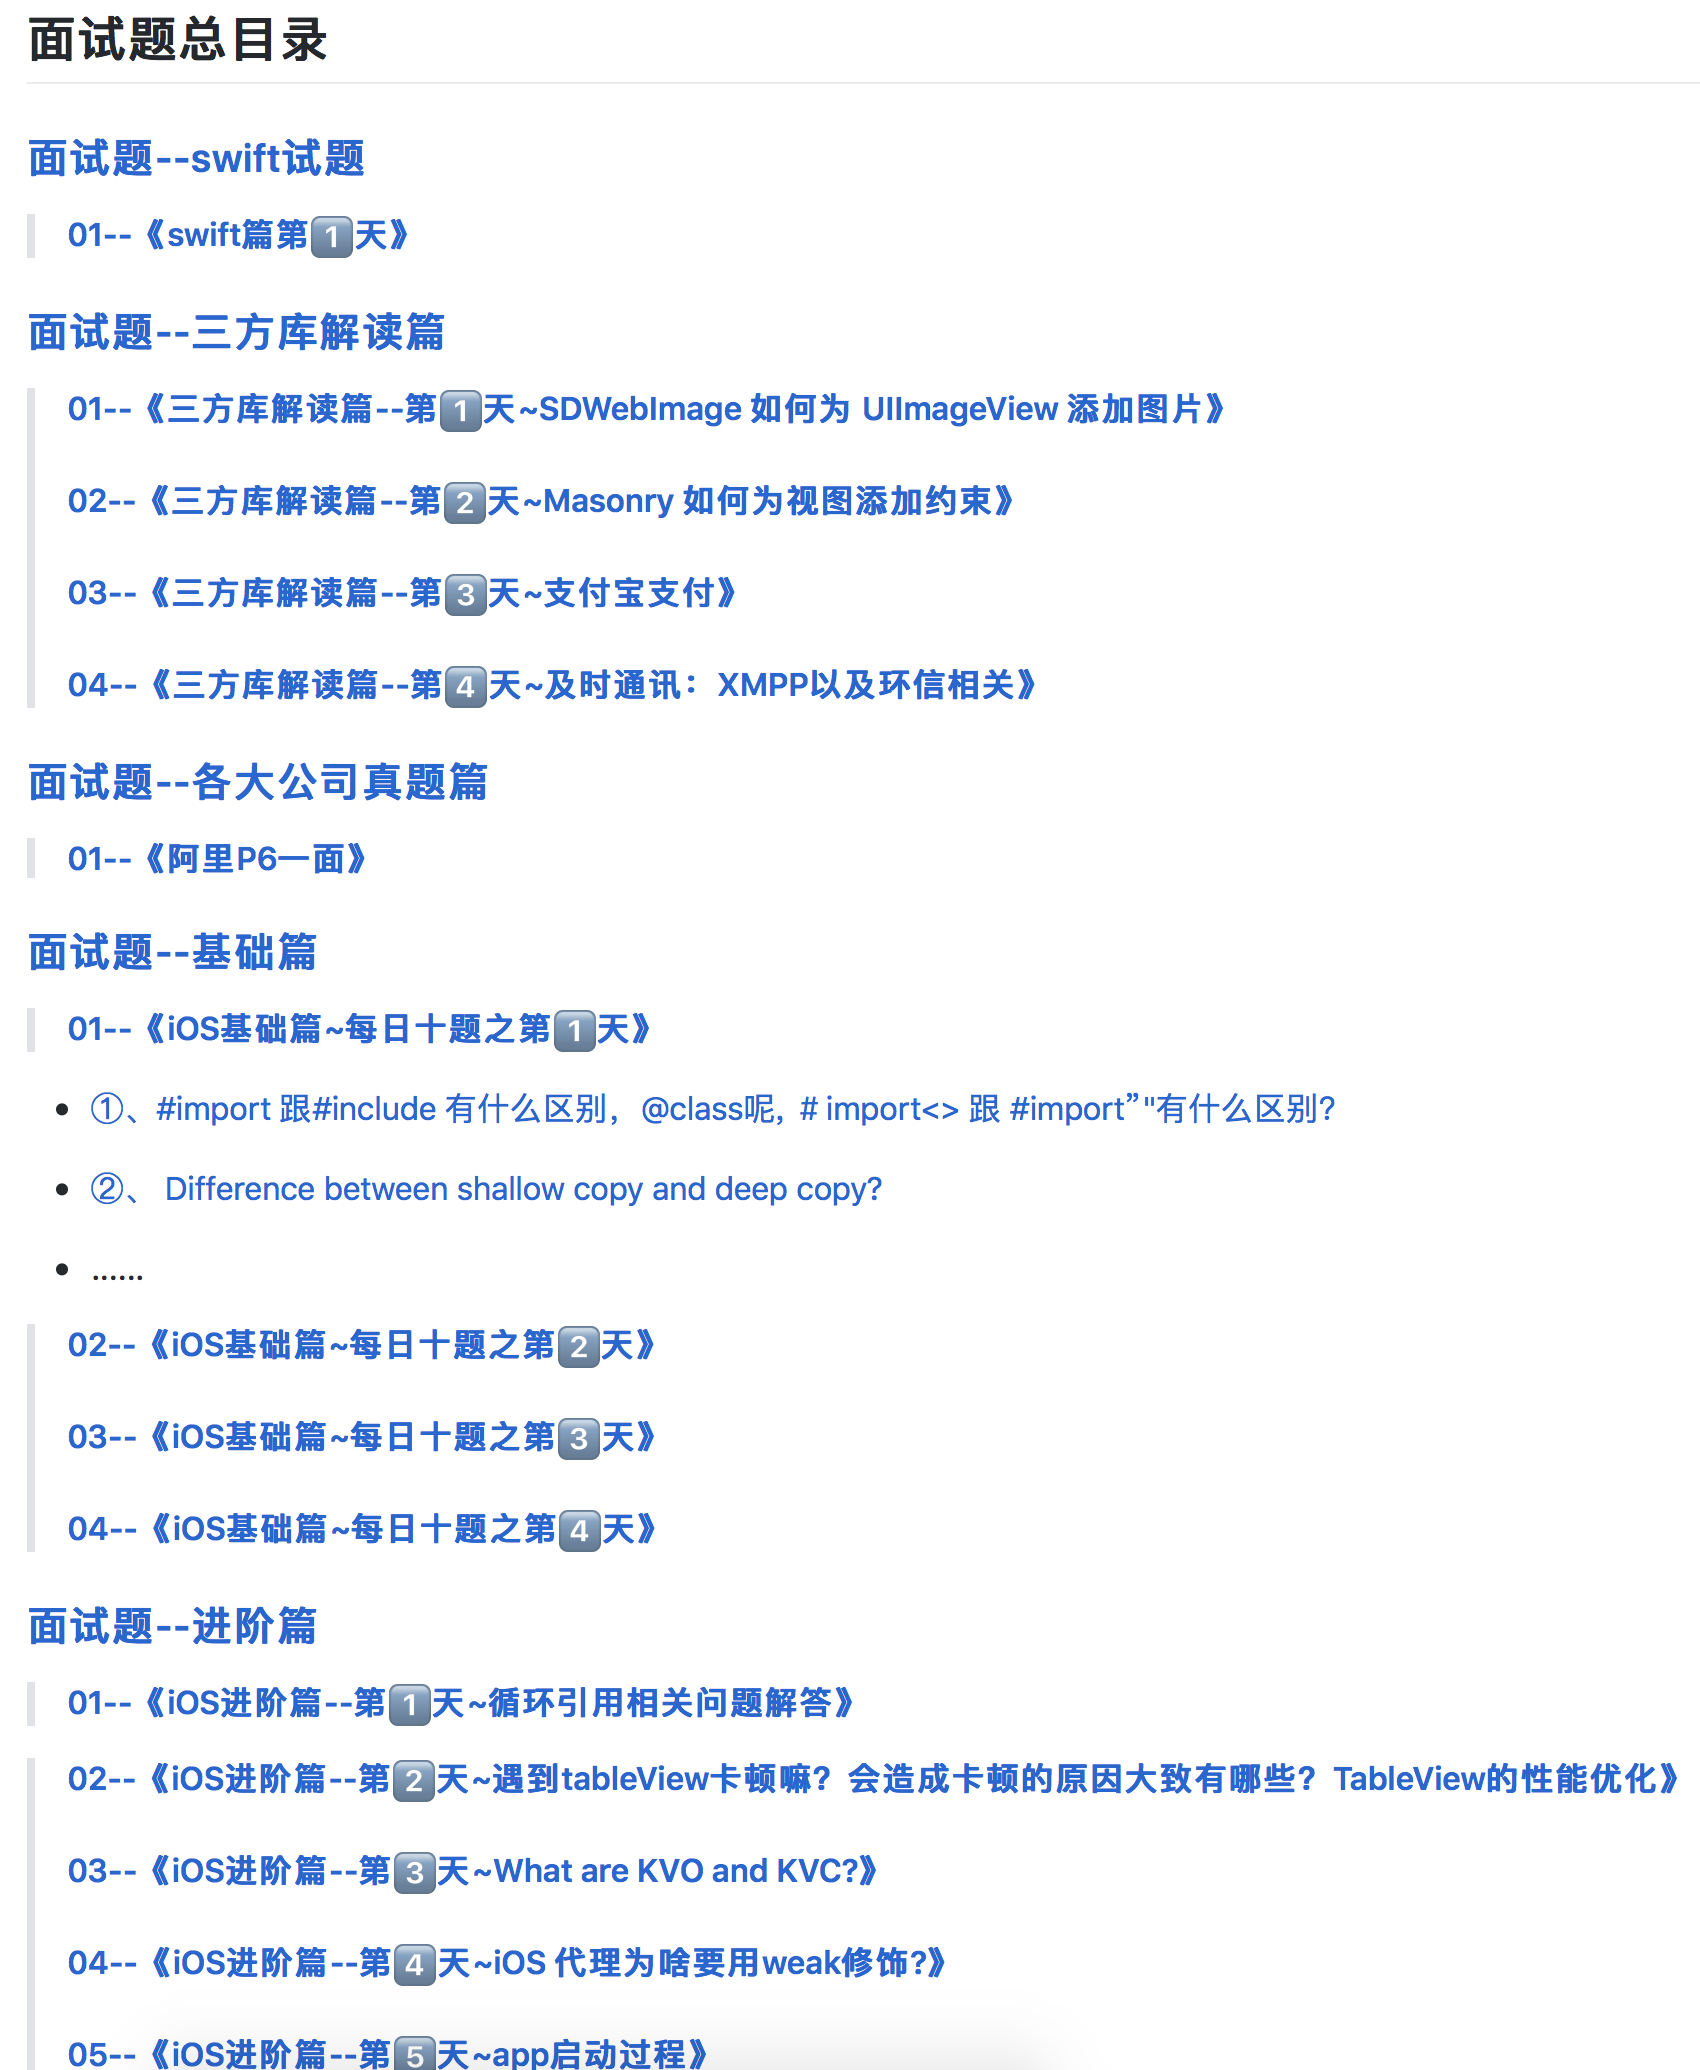 面试题总目录
面试题--swift试题
01--《swift篇第1️⃣天》
面试题--三方库解读篇
01--《三方库解读篇--第1️⃣天~SDWebImage 如何为 UIImageView 添加图片》
02--《三方库解读篇--第2️⃣天~Masonry 如何为视图添加约束》
03--《三方库解读篇--第3️⃣天~支付宝支付》
04--《三方库解读篇--第4️⃣天~及时通讯：XMPP以及环信相关》
面试题--各大公司真题篇
01--《阿里P6一面》
面试题--基础篇
01--《iOS基础篇~每日十题之第1️⃣天》
• ①、#import 跟#include 有什么区别，@class呢, # import<> 跟 #import”"有什么区别?
• ②、 Difference between shallow copy and deep copy?
• ......
02--《iOS基础篇~每日十题之第2️⃣天》
03--《iOS基础篇~每日十题之第3️⃣天》
04--《iOS基础篇~每日十题之第4️⃣天》
面试题--进阶篇
01--《iOS进阶篇--第1️⃣天~循环引用相关问题解答》
02--《iOS进阶篇--第2️⃣天~遇到tableView卡顿嘛？会造成卡顿的原因大致有哪些？TableView的性能优化》
03--《iOS进阶篇--第3️⃣天~What are KVO and KVC?》
04--《iOS进阶篇--第4️⃣天~iOS 代理为啥要用weak修饰?》
05--《iOS进阶篇--第5️⃣天~app启动过程》